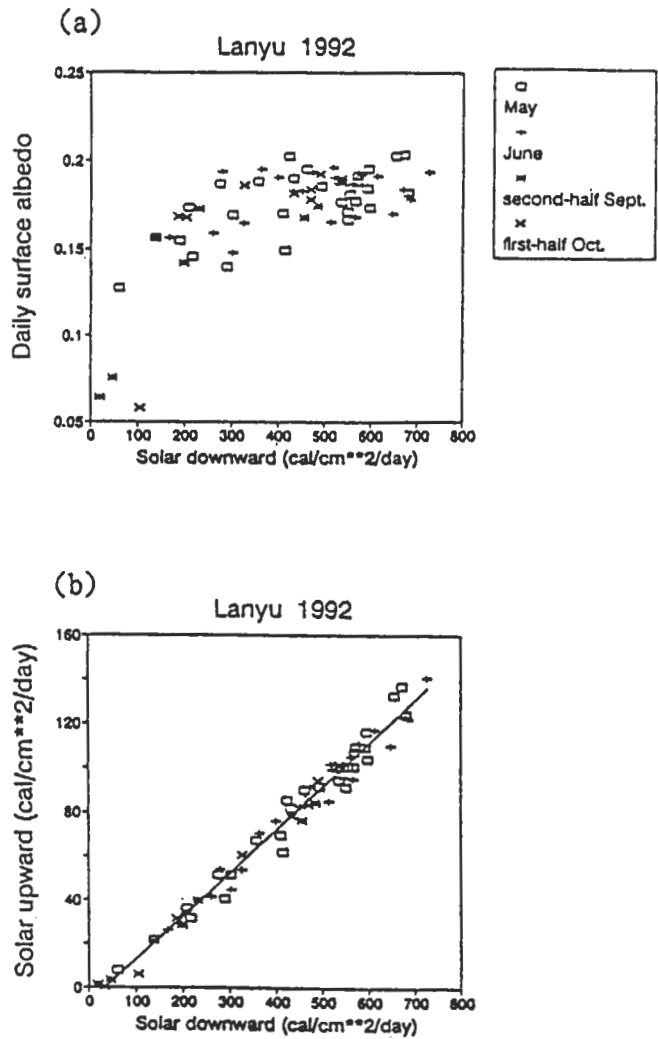 (a)
Lanyu 1992
Daily surface albedo
0.25
0.2
0.15
0.1
0.05
0 100 200 300 400 500 600 700 800
Solar downward (cal/cm**2/day)
May
June
second-half Sept.
first-half Oct.
(b)
Lanyu 1992
Solar upward (cal/cm**2/day)
160
120
80
40
0
0 100 200 300 400 500 600 700 800
Solar downward (cal/cm**2/day)